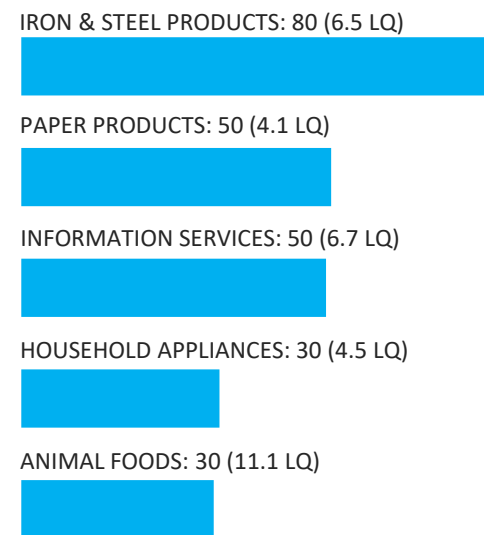 IRON & STEEL PRODUCTS: 80 (6.5 LQ)
PAPER PRODUCTS: 50 (4.1 LQ)
INFORMATION SERVICES: 50 (6.7 LQ)
HOUSEHOLD APPLIANCES: 30 (4.5 LQ)
ANIMAL FOODS: 30 (11.1 LQ)